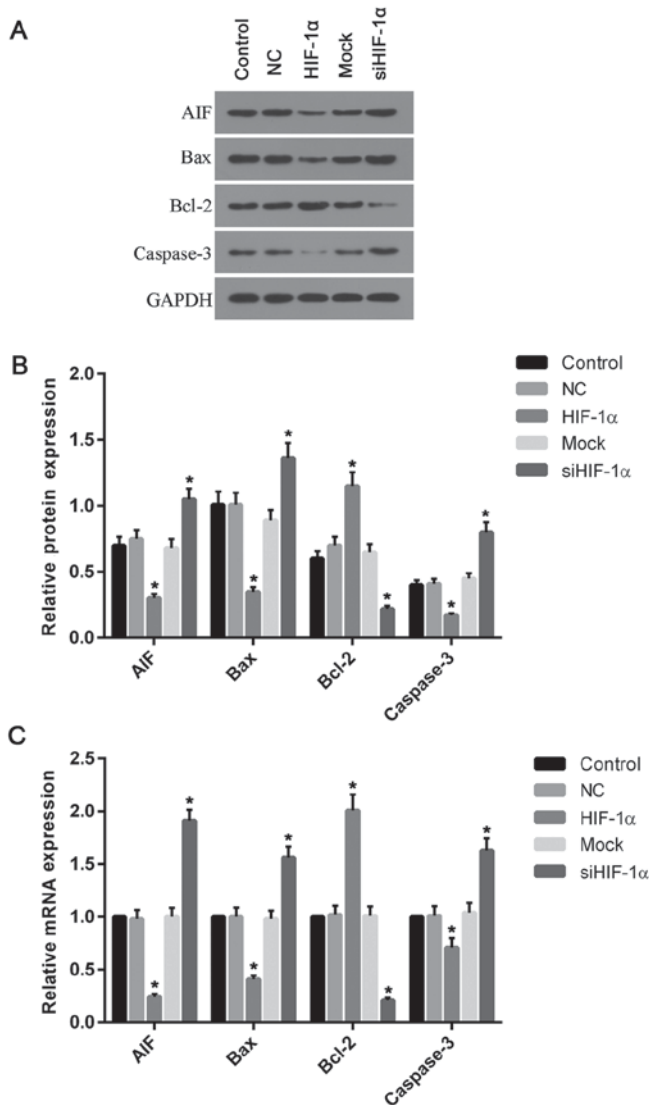 A
Control
NC
HIF-1α
Mock
siHIF-1α
AIF
Bax
Bcl-2
Caspase-3
GAPDH
B
Relative protein expression
2.0
1.5
1.0
0.5
0.0
* * * * * * * *
AIF
Bax
Bcl-2
Caspase-3
Control
NC
HIF-1α
Mock
siHIF-1α
C
Relative mRNA expression
2.5
2.0
1.5
1.0
0.5
0.0
* * * * * * * *
AIF
Bax
Bcl-2
Caspase-3
Control
NC
HIF-1α
Mock
siHIF-1α